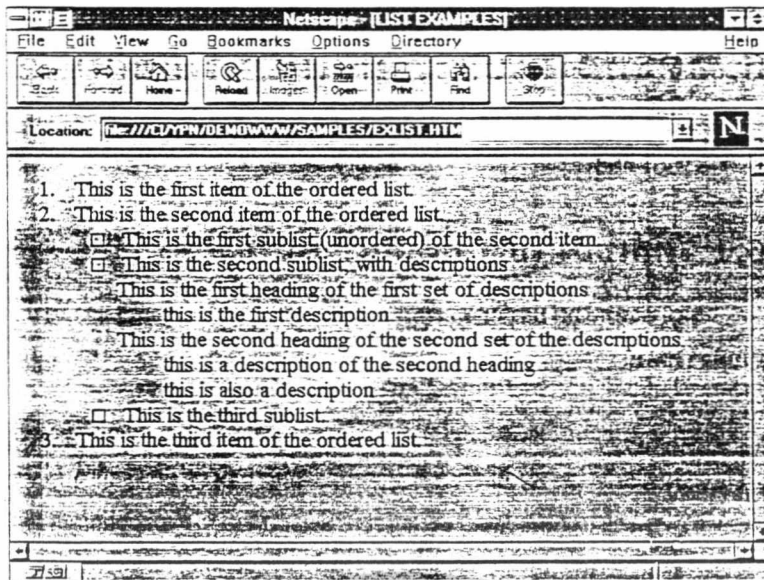 Netscape - [LIST EXAMPLES]
File Edit View Go Bookmarks Options Directory Help
Back Forward Home Reload Images Open Print Find Stop
Location: file:///C|/YPN/DEMOWWW/SAMPLES/EXLIST.HTM N
1. This is the first item of the ordered list.
2. This is the second item of the ordered list.
This is the first sublist (unordered) of the second item.
This is the second sublist, with descriptions
This is the first heading of the first set of descriptions
this is the first description
This is the second heading of the second set of the descriptions.
this is a description of the second heading
this is also a description
This is the third sublist.
3. This is the third item of the ordered list.